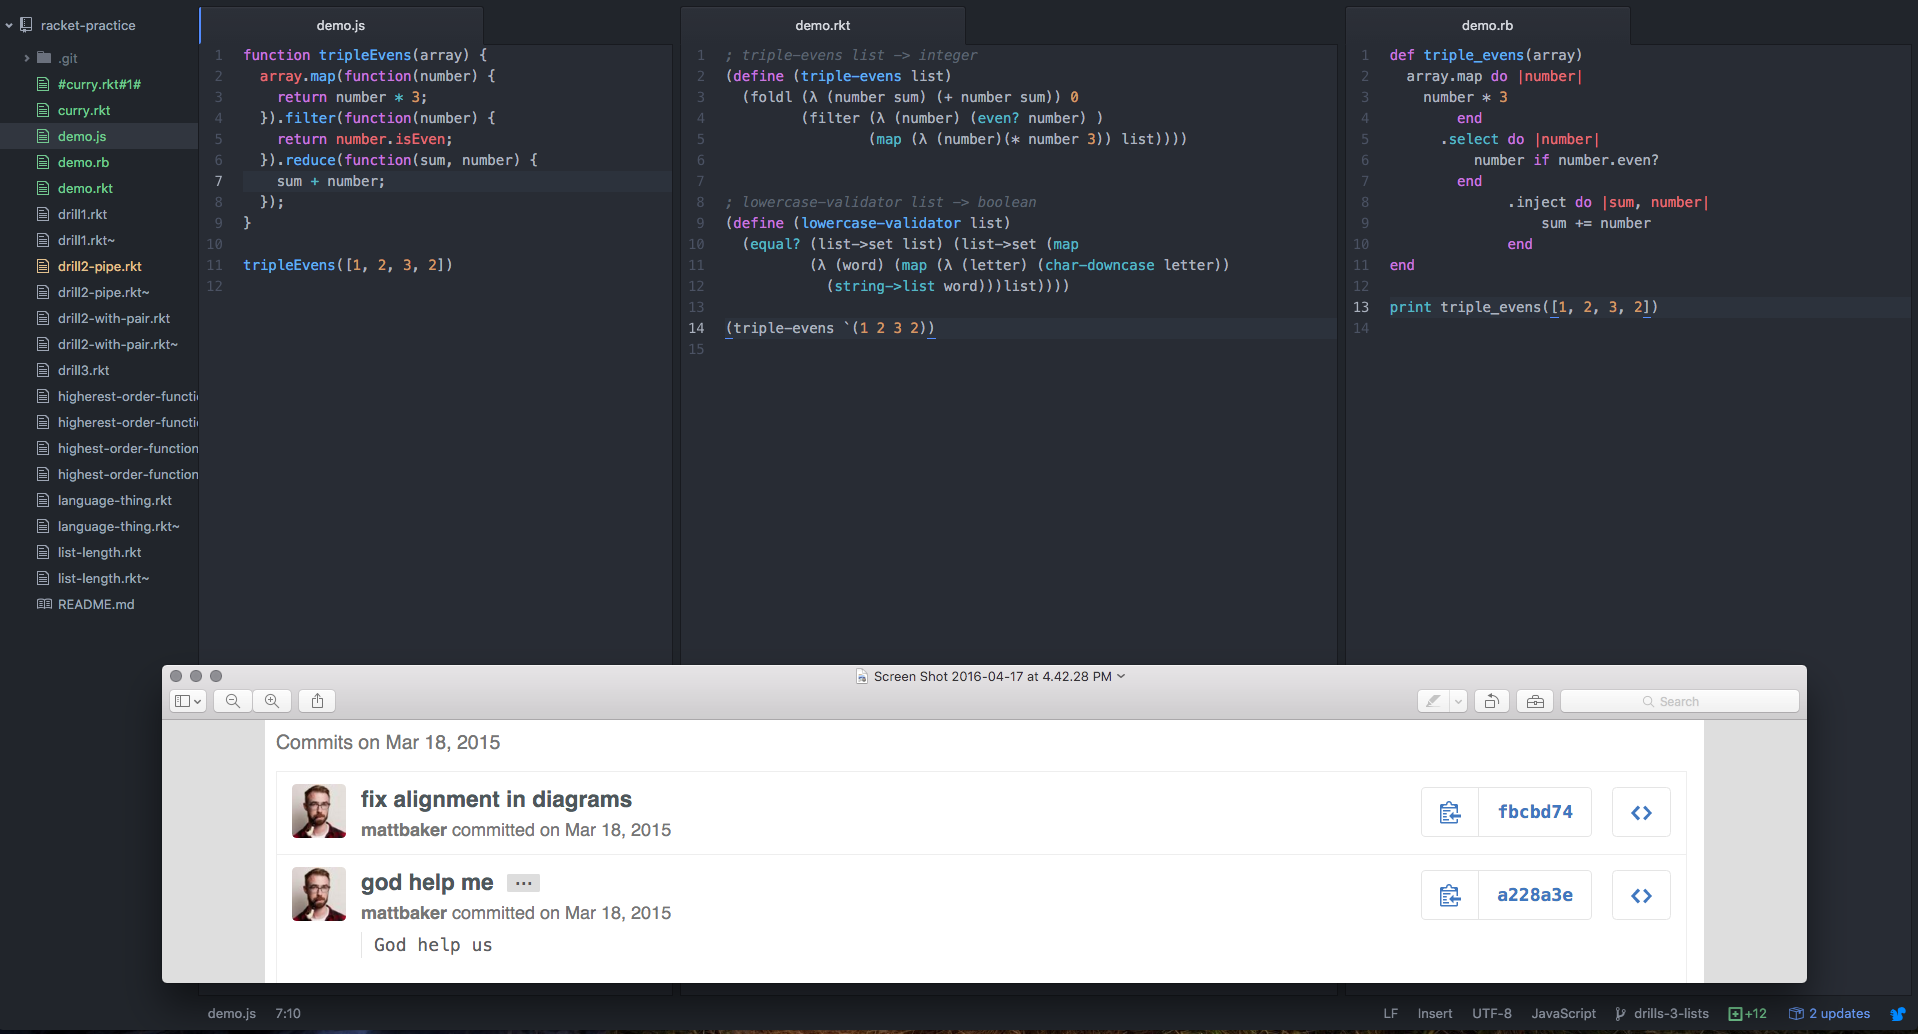 racket-practice
.git
#curry.rkt#1#
curry.rkt
demo.js
demo.rb
demo.rkt
drill1.rkt
drill1.rkt~
drill2-pipe.rkt
drill2-pipe.rkt~
drill2-with-pair.rkt
drill2-with-pair.rkt~
drill3.rkt
higherest-order-functi
higherest-order-functi
highest-order-function
highest-order-function
language-thing.rkt
language-thing.rkt~
list-length.rkt
list-length.rkt~
README.md
demo.js
1 function tripleEvens(array) {
2 array.map(function(number) {
3 return number * 3;
4 }).filter(function(number) {
5 return number.isEven;
6 }).reduce(function(sum, number) {
7 sum + number;
8 });
9 }
10
11 tripleEvens([1, 2, 3, 2])
12
demo.rkt
1 ; triple-evens list -> integer
2 (define (triple-evens list)
3 (foldl (λ (number sum) (+ number sum)) 0
4 (filter (λ (number) (even? number) )
5 (map (λ (number)(* number 3)) list))))
6
7
8 ; lowercase-validator list -> boolean
9 (define (lowercase-validator list)
10 (equal? (list->set list) (list->set (map
11 (λ (word) (map (λ (letter) (char-downcase letter))
12 (string->list word)))list))))
13
14 (triple-evens `(1 2 3 2))
15
demo.rb
1 def triple_evens(array)
2 array.map do |number|
3 number * 3
4 end
5 .select do |number|
6 number if number.even?
7 end
8 .inject do |sum, number|
9 sum += number
10 end
11 end
12
13 print triple_evens([1, 2, 3, 2])
14
Screen Shot 2016-04-17 at 4.42.28 PM
Search
Commits on Mar 18, 2015
fix alignment in diagrams
mattbaker committed on Mar 18, 2015
fbcbd74
god help me ...
mattbaker committed on Mar 18, 2015
a228a3e
God help us
demo.js 7:10
LF Insert UTF-8 JavaScript drills-3-lists +12 2 updates